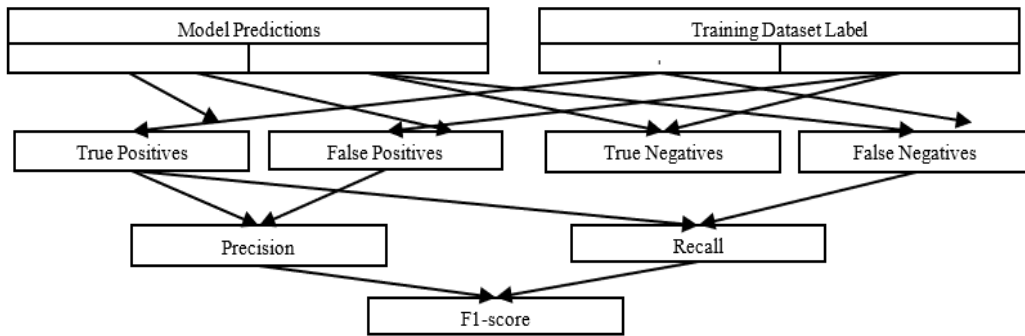 Model Predictions
Training Dataset Label
True Positives
False Positives
True Negatives
False Negatives
Precision
Recall
F1-score